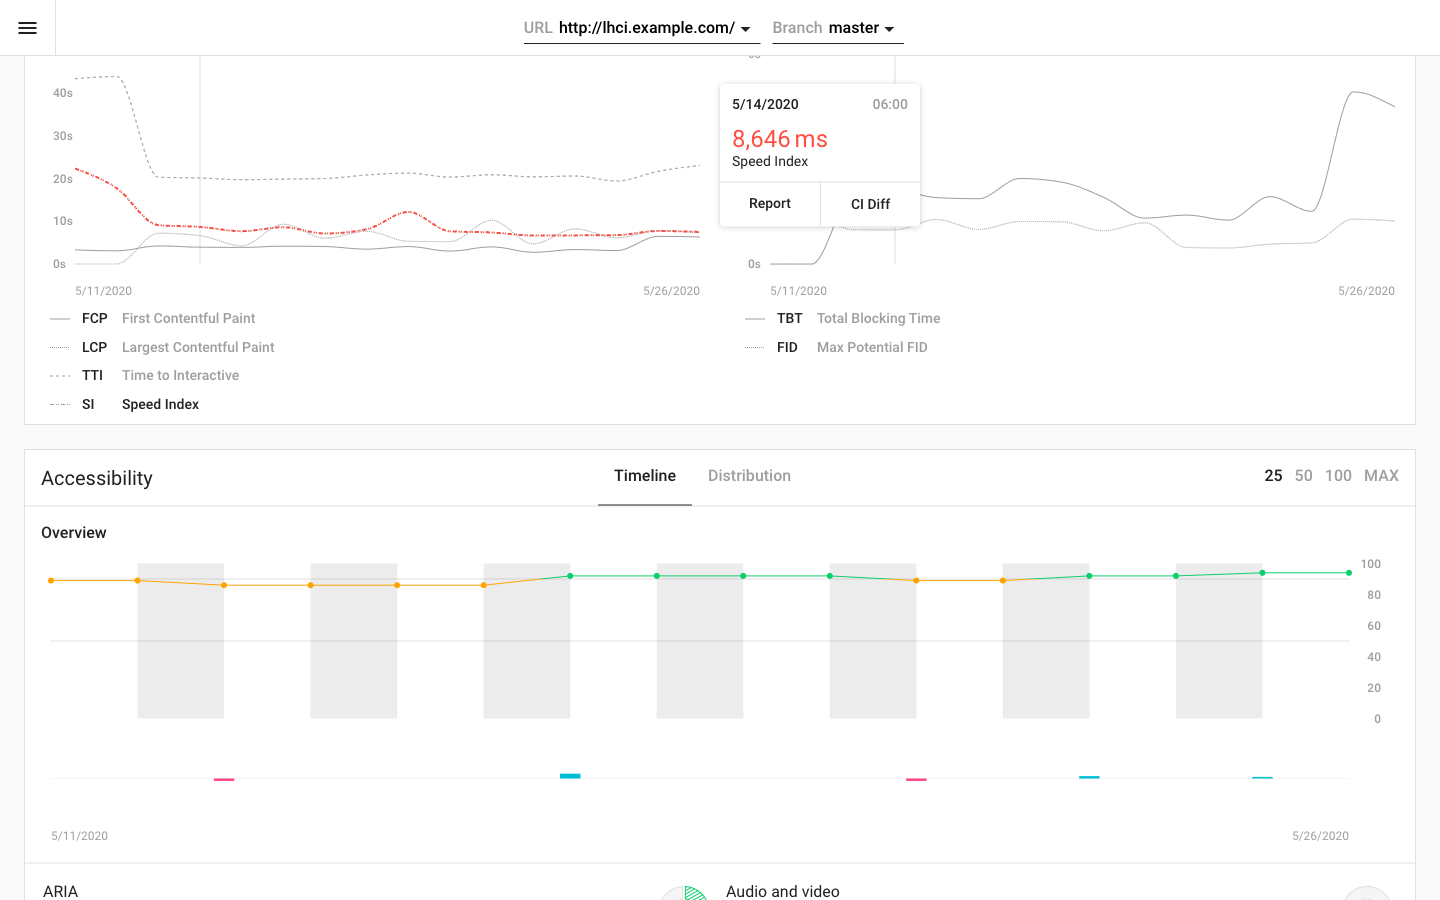 URL http://lhci.example.com/ Branch master
40s
30s
20s
10s
0s
5/11/2020 5/26/2020
FCP First Contentful Paint
LCP Largest Contentful Paint
TTI Time to Interactive
SI Speed Index
5/14/2020 06:00
8,646 ms
Speed Index
Report CI Diff
0s
5/11/2020 5/26/2020
TBT Total Blocking Time
FID Max Potential FID
Accessibility Timeline Distribution 25 50 100 MAX
Overview
100
80
60
40
20
0
5/11/2020 5/26/2020
ARIA Audio and video